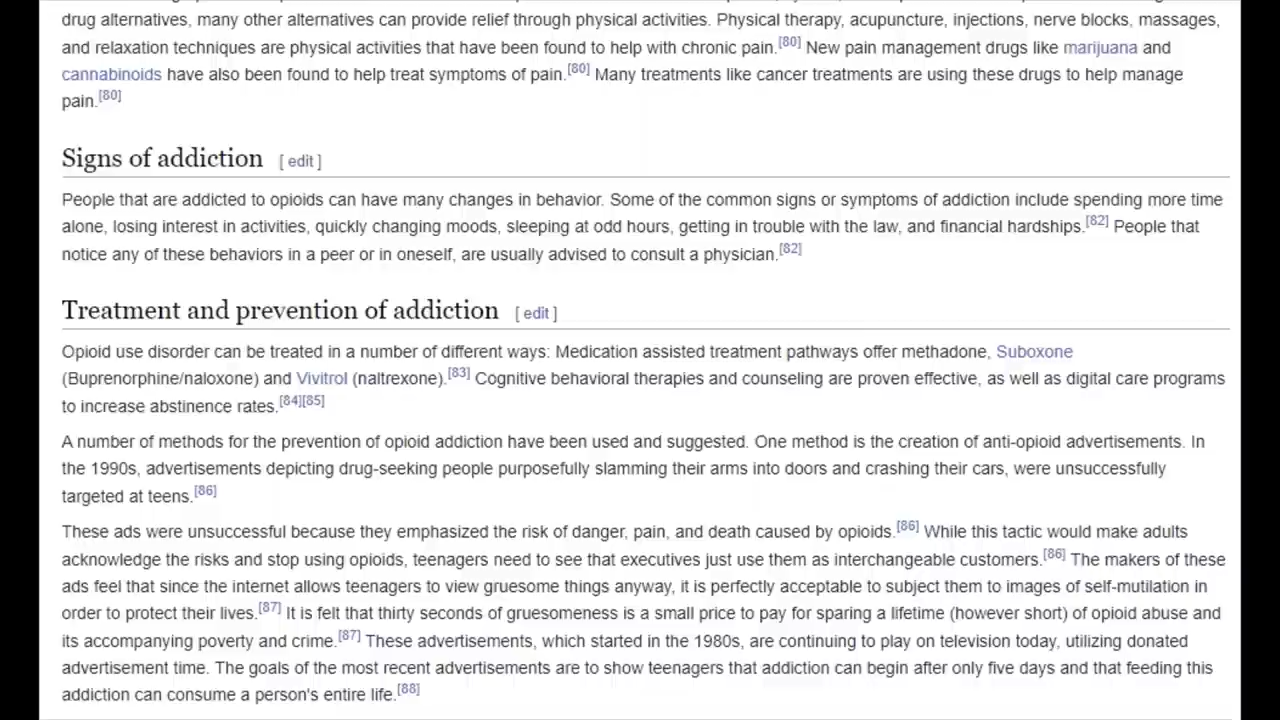 drug alternatives, many other alternatives can provide relief through physical activities. Physical therapy, acupuncture, injections, nerve blocks, massages,
and relaxation techniques are physical activities that have been found to help with chronic pain.[80] New pain management drugs like marijuana and
cannabinoids have also been found to help treat symptoms of pain.[80] Many treatments like cancer treatments are using these drugs to help manage
pain.[80]
Signs of addiction [ edit ]
People that are addicted to opioids can have many changes in behavior. Some of the common signs or symptoms of addiction include spending more time
alone, losing interest in activities, quickly changing moods, sleeping at odd hours, getting in trouble with the law, and financial hardships.[82] People that
notice any of these behaviors in a peer or in oneself, are usually advised to consult a physician.[82]
Treatment and prevention of addiction [ edit ]
Opioid use disorder can be treated in a number of different ways: Medication assisted treatment pathways offer methadone, Suboxone
(Buprenorphine/naloxone) and Vivitrol (naltrexone).[83] Cognitive behavioral therapies and counseling are proven effective, as well as digital care programs
to increase abstinence rates.[84][85]
A number of methods for the prevention of opioid addiction have been used and suggested. One method is the creation of anti-opioid advertisements. In
the 1990s, advertisements depicting drug-seeking people purposefully slamming their arms into doors and crashing their cars, were unsuccessfully
targeted at teens.[86]
These ads were unsuccessful because they emphasized the risk of danger, pain, and death caused by opioids.[86] While this tactic would make adults
acknowledge the risks and stop using opioids, teenagers need to see that executives just use them as interchangeable customers.[86] The makers of these
ads feel that since the internet allows teenagers to view gruesome things anyway, it is perfectly acceptable to subject them to images of self-mutilation in
order to protect their lives.[87] It is felt that thirty seconds of gruesomeness is a small price to pay for sparing a lifetime (however short) of opioid abuse and
its accompanying poverty and crime.[87] These advertisements, which started in the 1980s, are continuing to play on television today, utilizing donated
advertisement time. The goals of the most recent advertisements are to show teenagers that addiction can begin after only five days and that feeding this
addiction can consume a person's entire life.[88]